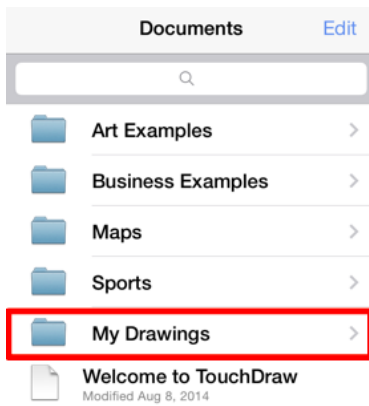 Documents
Edit
Art Examples
Business Examples
Maps
Sports
My Drawings
Welcome to TouchDraw
Modified Aug 8, 2014